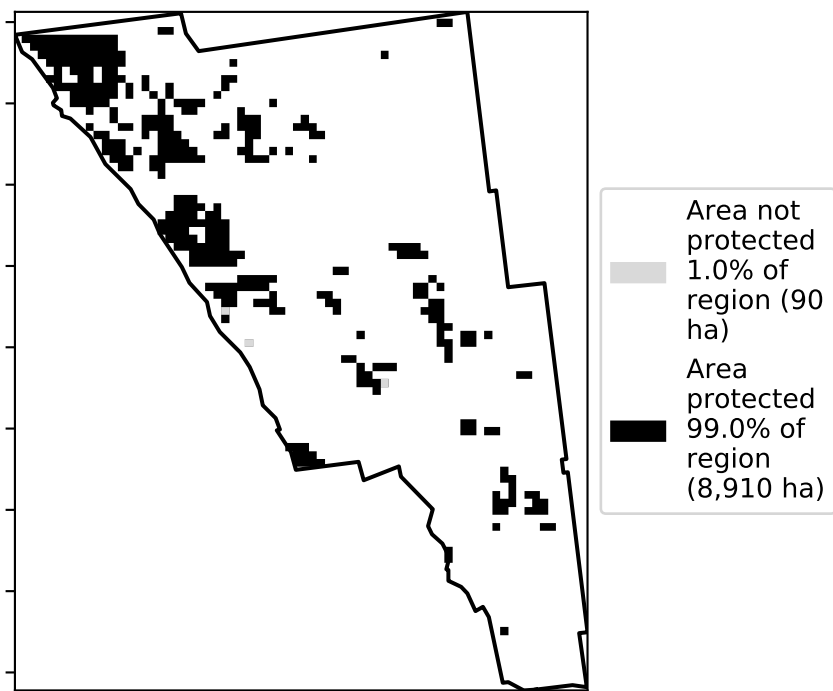 Area not
protected
1.0% of
region (90
ha)
Area
protected
99.0% of
region
(8,910 ha)